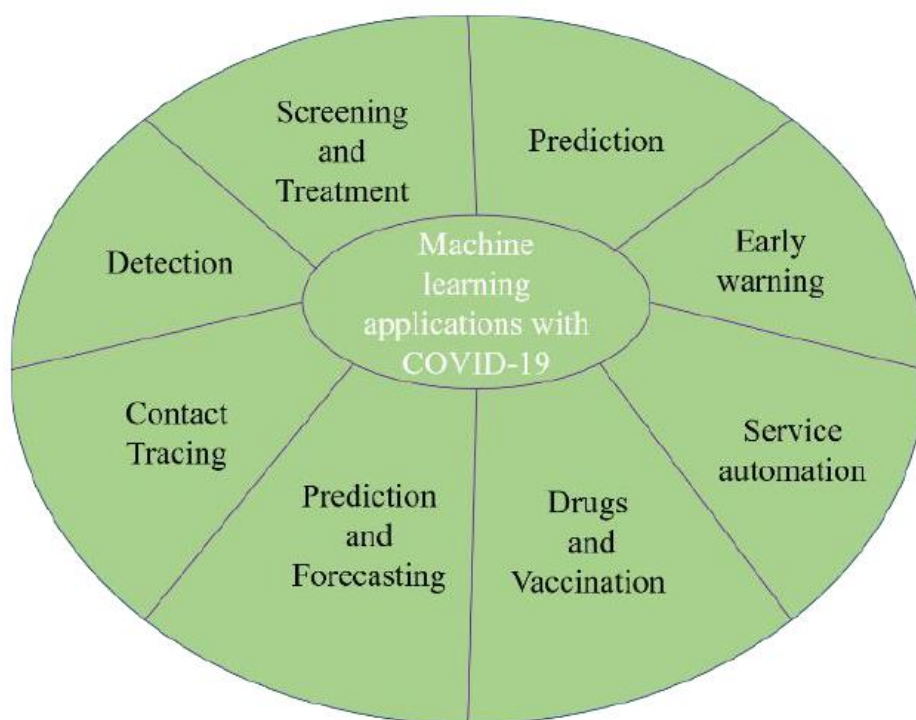 Screening
and
Treatment
Prediction
Early
warning
Service
automation
Drugs
and
Vaccination
Prediction
and
Forecasting
Contact
Tracing
Detection
Machine
learning
applications with
COVID-19